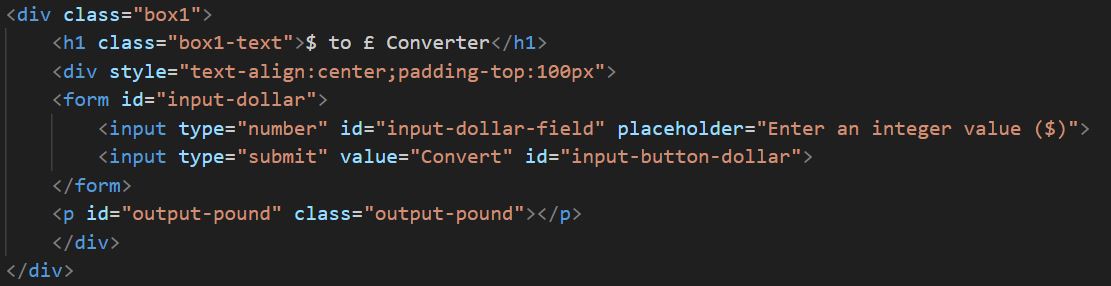 <div class="box1">
    <h1 class="box1-text">$ to £ Converter</h1>
    <div style="text-align:center;padding-top:100px">
    <form id="input-dollar">
        <input type="number" id="input-dollar-field" placeholder="Enter an integer value ($)">
        <input type="submit" value="Convert" id="input-button-dollar">
    </form>
    <p id="output-pound" class="output-pound"></p>
    </div>
</div>